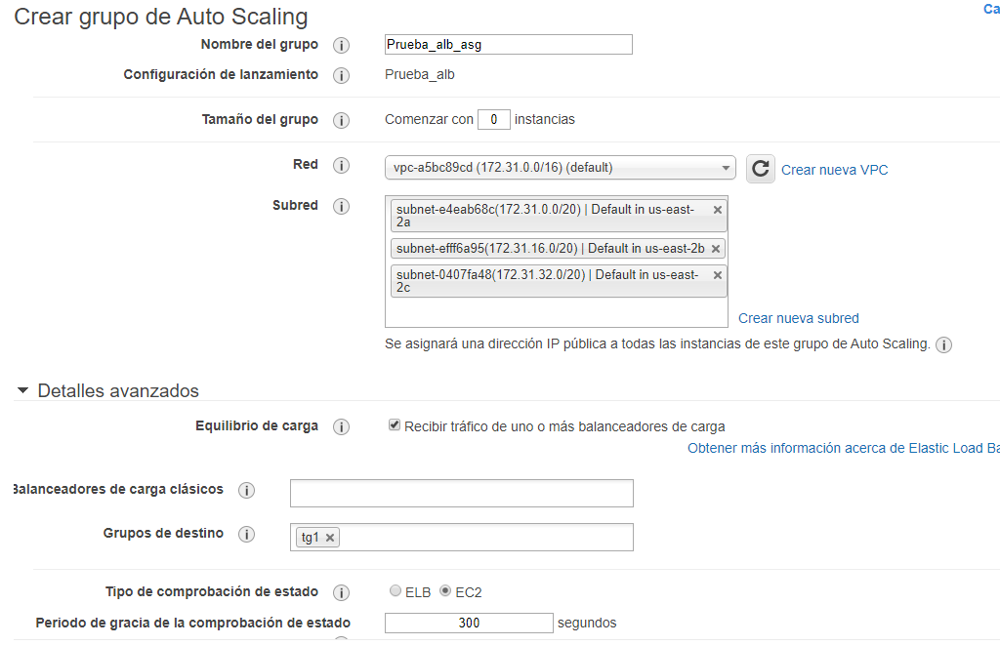 Crear grupo de Auto Scaling
Ca
Nombre del grupo i Prueba_alb_asg
Configuración de lanzamiento i Prueba_alb
Tamaño del grupo i Comenzar con 0 instancias
Red i vpc-a5bc89cd (172.31.0.0/16) (default) Crear nueva VPC
Subred i subnet-e4eab68c(172.31.0.0/20) | Default in us-east-
2a
subnet-efff6a95(172.31.16.0/20) | Default in us-east-2b
subnet-0407fa48(172.31.32.0/20) | Default in us-east-
2c
Crear nueva subred
Se asignará una dirección IP pública a todas las instancias de este grupo de Auto Scaling. i
Detalles avanzados
Equilibrio de carga i Recibir tráfico de uno o más balanceadores de carga
Obtener más información acerca de Elastic Load Ba
Balanceadores de carga clásicos i
Grupos de destino i tg1
Tipo de comprobación de estado i ELB EC2
Periodo de gracia de la comprobación de estado 300 segundos